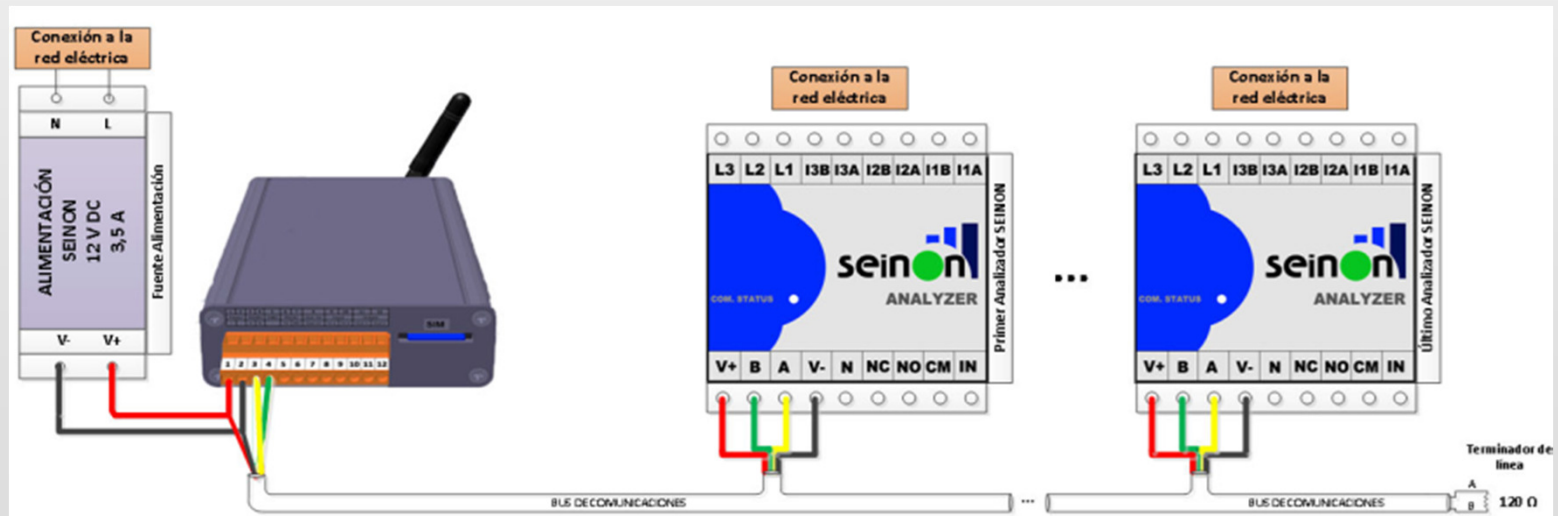 Conexión a la
red eléctrica
N L
ALIMENTACIÓN
SEINON
12 V DC
3,5 A
Fuente Alimentación
V- V+
SIM
1 2 3 4 5 6 7 8 9 10 11 12
Conexión a la
red eléctrica
L3 L2 L1 I3B I3A I2B I2A I1B I1A
seinon
ANALYZER
COM. STATUS
Primer Analizador SEINON
V+ B A V- N NC NO CM IN
...
Conexión a la
red eléctrica
L3 L2 L1 I3B I3A I2B I2A I1B I1A
seinon
ANALYZER
COM. STATUS
Último Analizador SEINON
V+ B A V- N NC NO CM IN
BUS DE COMUNICACIONES
...
BUS DE COMUNICACIONES
Terminador de
línea
A
B
120 Ω